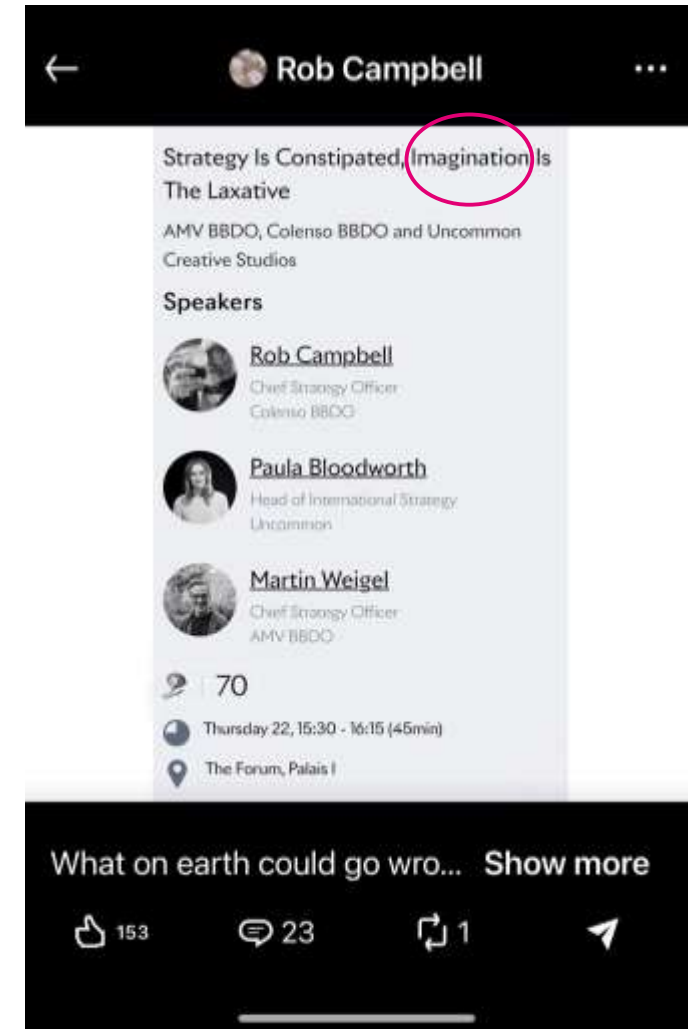 Rob Campbell
Strategy Is Constipated, Imagination Is
The Laxative
AMV BBDO, Colenso BBDO and Uncommon
Creative Studios
Speakers
Rob Campbell
Chief Strategy Officer
Colenso BBDO
Paula Bloodworth
Head of International Strategy
Uncommon
Martin Weigel
Chief Strategy Officer
AMV BBDO
70
Thursday 22, 15:30 - 16:15 (45min)
The Forum, Palais I
What on earth could go wro... Show more
153 23 1